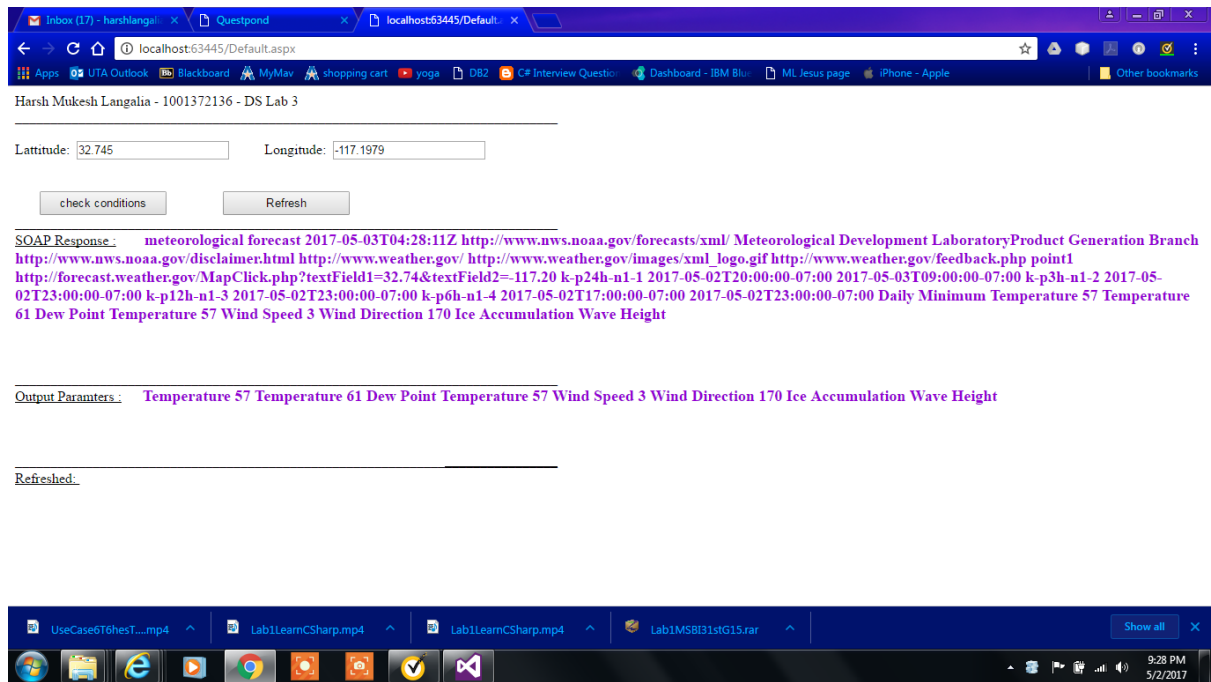 Inbox (17) - harshlangali
Questpond
localhost:63445/Default.a
localhost:63445/Default.aspx
Apps
UTA Outlook
Blackboard
MyMav
shopping cart
yoga
DB2
C# Interview Question
Dashboard - IBM Blue
ML Jesus page
iPhone - Apple
Other bookmarks
Harsh Mukesh Langalia - 1001372136 - DS Lab 3
Lattitude: 32.745 Longitude: -117.1979
check conditions Refresh
SOAP Response : meteorological forecast 2017-05-03T04:28:11Z http://www.nws.noaa.gov/forecasts/xml/ Meteorological Development LaboratoryProduct Generation Branch
http://www.nws.noaa.gov/disclaimer.html http://www.weather.gov/ http://www.weather.gov/images/xml_logo.gif http://www.weather.gov/feedback.php point1
http://forecast.weather.gov/MapClick.php?textField1=32.74&textField2=-117.20 k-p24h-n1-1 2017-05-02T20:00:00-07:00 2017-05-03T09:00:00-07:00 k-p3h-n1-2 2017-05-
02T23:00:00-07:00 k-p12h-n1-3 2017-05-02T23:00:00-07:00 k-p6h-n1-4 2017-05-02T17:00:00-07:00 2017-05-02T23:00:00-07:00 Daily Minimum Temperature 57 Temperature
61 Dew Point Temperature 57 Wind Speed 3 Wind Direction 170 Ice Accumulation Wave Height
Output Paramters : Temperature 57 Temperature 61 Dew Point Temperature 57 Wind Speed 3 Wind Direction 170 Ice Accumulation Wave Height
Refreshed:
UseCase6T6hesT....mp4
Lab1LearnCSharp.mp4
Lab1LearnCSharp.mp4
Lab1MSBI31stG15.rar
Show all
9:28 PM
5/2/2017